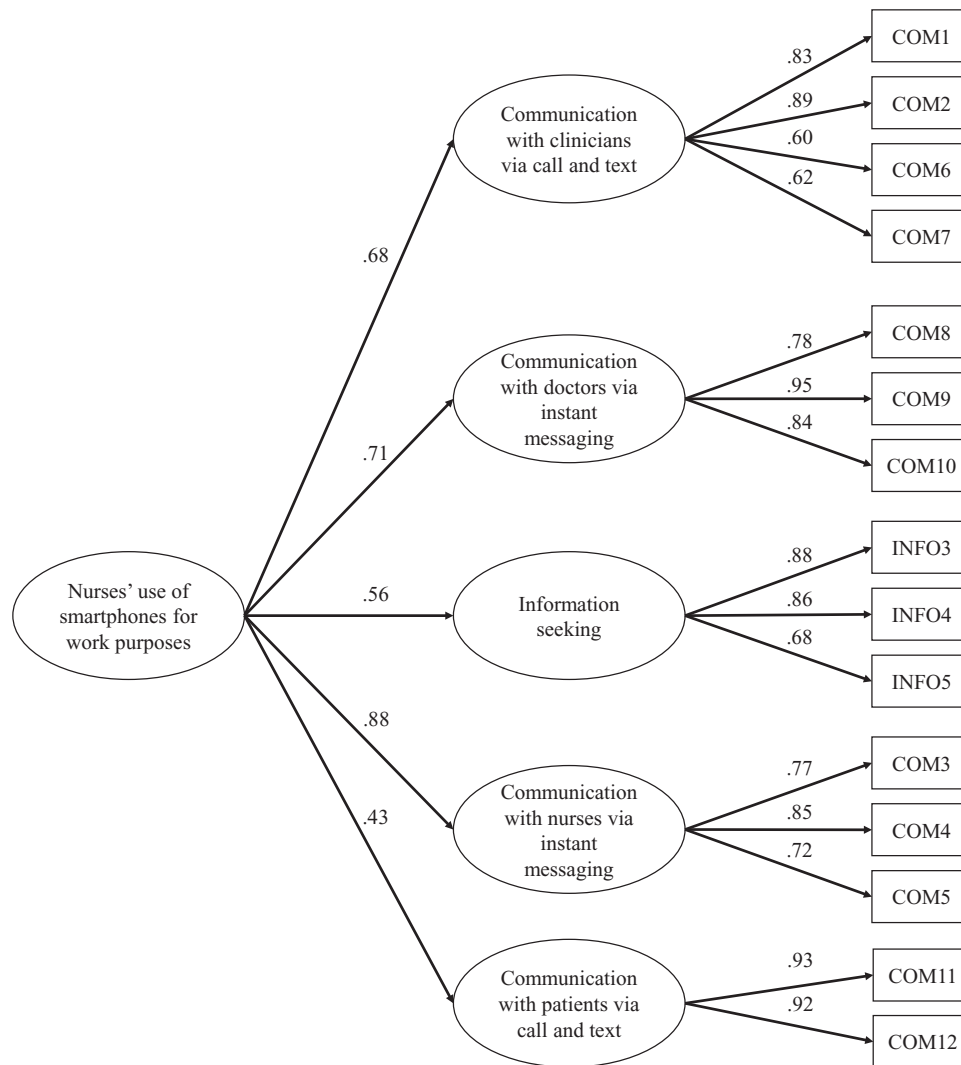 COM1
.83
Communication
with clinicians
via call and text
.89
COM2
.60
COM6
.62
COM7
.68
COM8
.78
Communication
with doctors via
instant
messaging
.95
COM9
.84
COM10
.71
INFO3
.88
Nurses’ use of
smartphones for
work purposes
.56
Information
seeking
.86
INFO4
.68
INFO5
.88
COM3
.77
Communication
with nurses via
instant
messaging
.85
COM4
.72
COM5
.43
Communication
with patients via
call and text
.93
COM11
.92
COM12